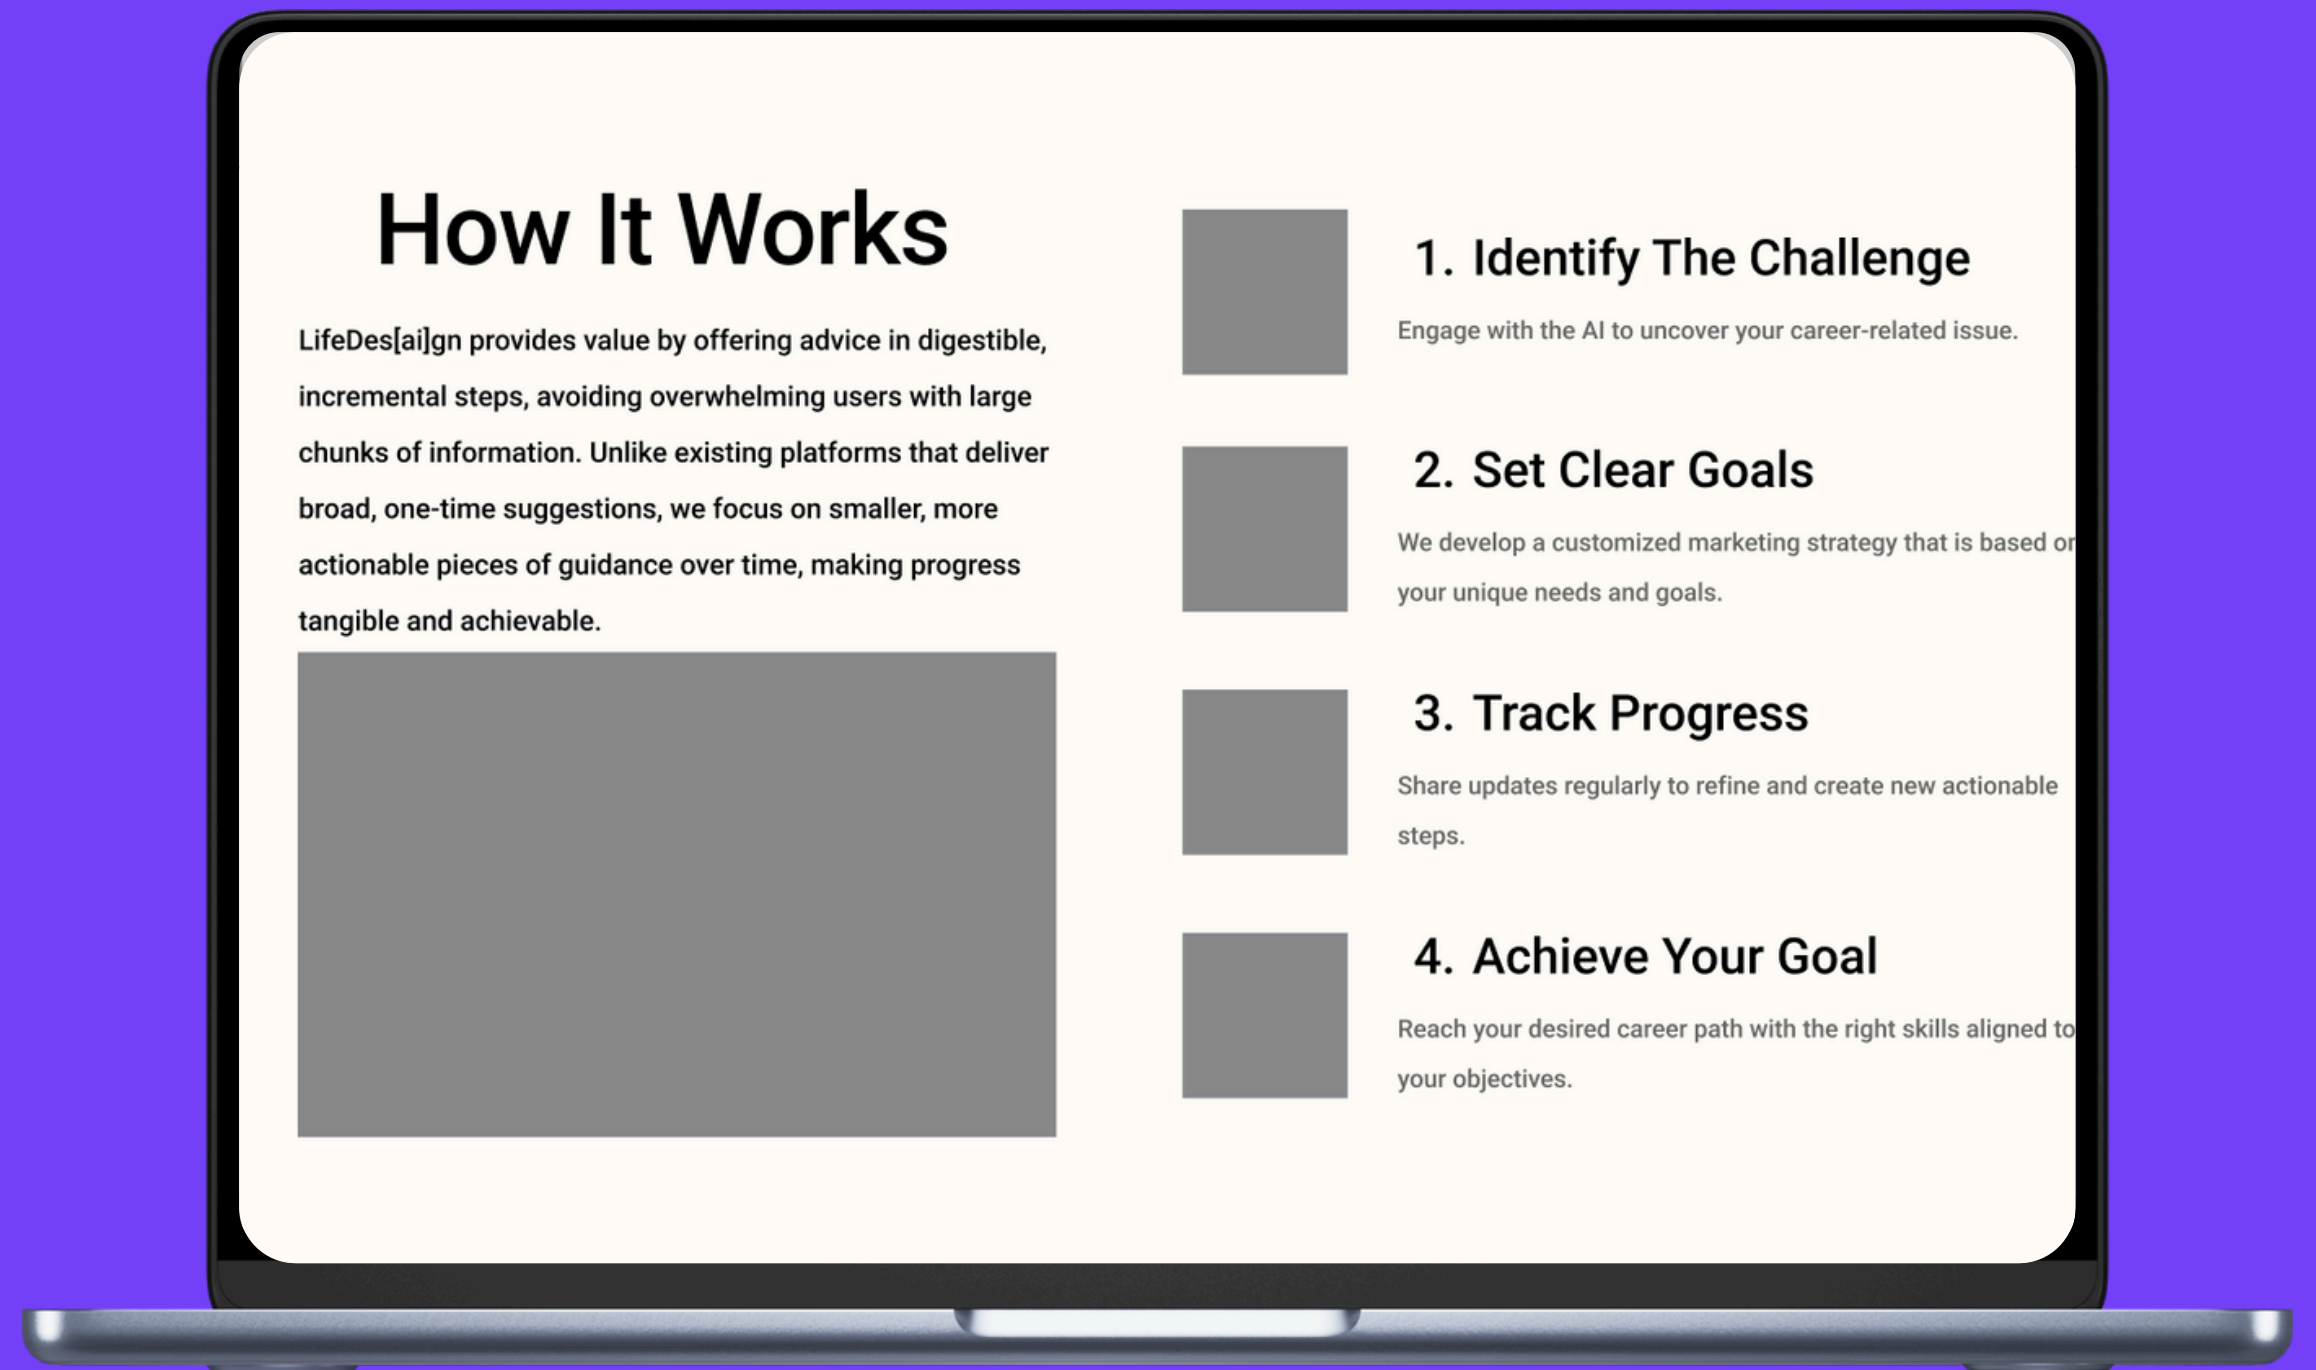 How It Works
LifeDes[ai]gn provides value by offering advice in digestible,
incremental steps, avoiding overwhelming users with large
chunks of information. Unlike existing platforms that deliver
broad, one-time suggestions, we focus on smaller, more
actionable pieces of guidance over time, making progress
tangible and achievable.
1. Identify The Challenge
Engage with the AI to uncover your career-related issue.
2. Set Clear Goals
We develop a customized marketing strategy that is based on
your unique needs and goals.
3. Track Progress
Share updates regularly to refine and create new actionable
steps.
4. Achieve Your Goal
Reach your desired career path with the right skills aligned to
your objectives.